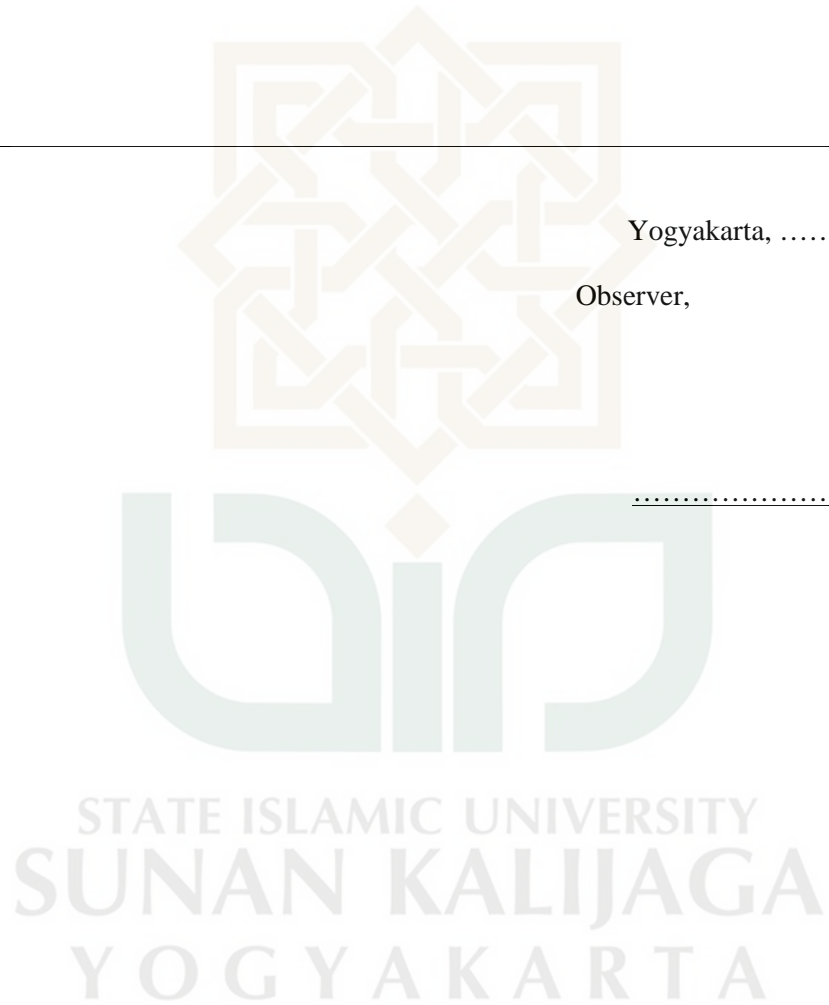 Yogyakarta, ……
Observer,
…………………
STATE ISLAMIC UNIVERSITY
SUNAN KALIJAGA
YOGYAKARTA